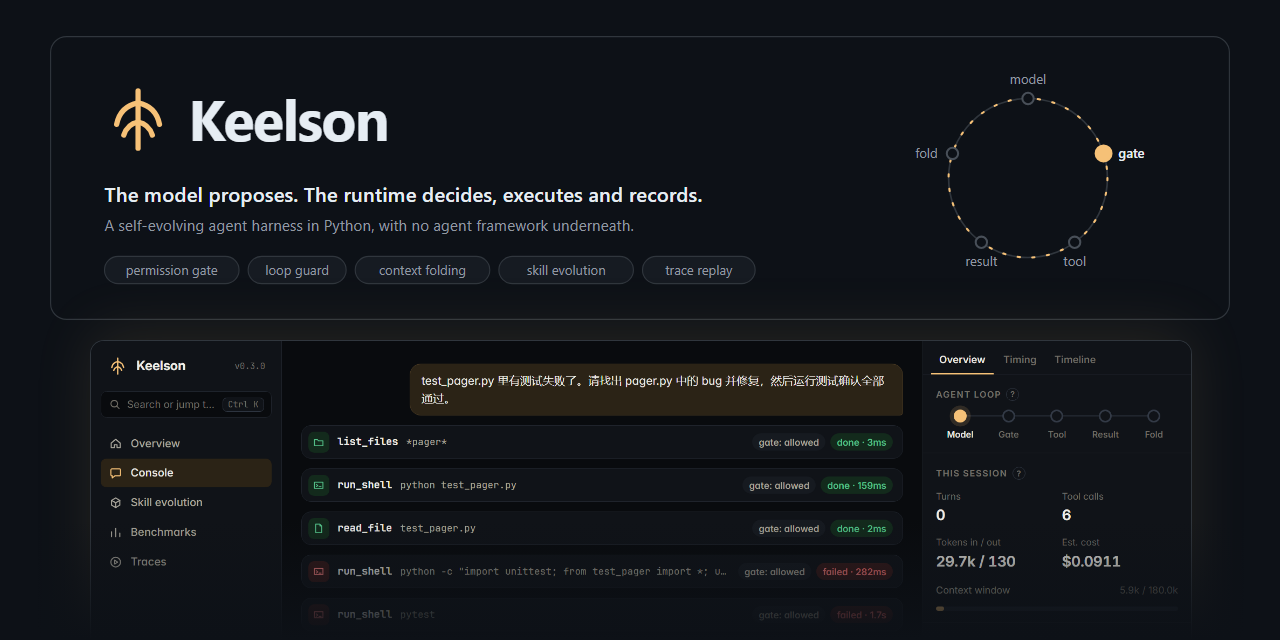 Keelson
The model proposes. The runtime decides, executes and records.
A self-evolving agent harness in Python, with no agent framework underneath.
permission gate
loop guard
context folding
skill evolution
trace replay
model
fold
gate
result
tool
Keelson v0.3.0
Search or jump t... Ctrl K
Overview
Console
Skill evolution
Benchmarks
Traces
test_pager.py 里有测试失败了。请找出 pager.py 中的 bug 并修复，然后运行测试确认全部
通过。
list_files *pager* gate: allowed done · 3ms
run_shell python test_pager.py gate: allowed done · 159ms
read_file test_pager.py gate: allowed done · 2ms
run_shell python -c "import unittest; from test_pager import *; u… gate: allowed failed · 282ms
run_shell pytest gate: allowed failed · 1.7s
Overview Timing Timeline
AGENT LOOP ?
Model Gate Tool Result Fold
THIS SESSION ?
Turns Tool calls
0 6
Tokens in / out Est. cost
29.7k / 130 $0.0911
Context window 5.9k / 180.0k